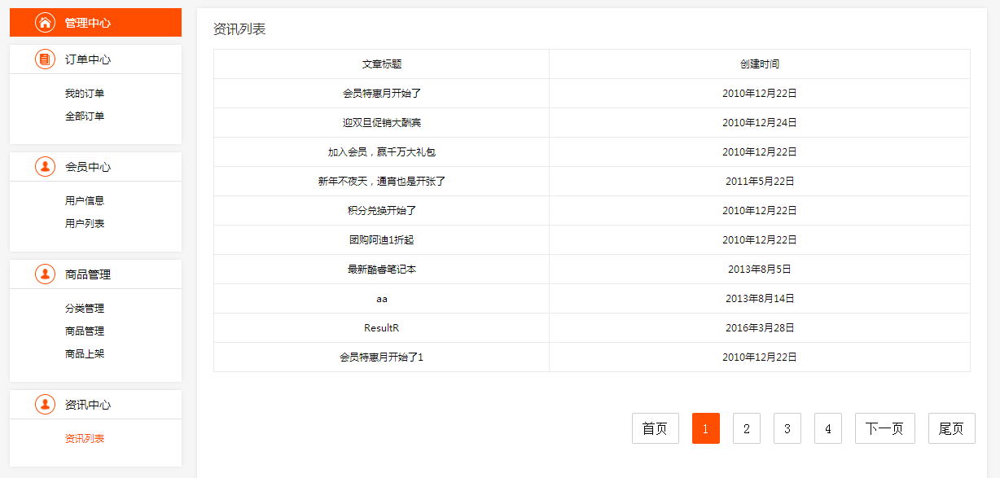 管理中心
订单中心
我的订单
全部订单
会员中心
用户信息
用户列表
商品管理
分类管理
商品管理
商品上架
资讯中心
资讯列表
资讯列表
文章标题 创建时间
会员特惠月开始了 2010年12月22日
迎双旦促销大酬宾 2010年12月24日
加入会员，赢千万大礼包 2010年12月22日
新年不夜天，通宵也是开张了 2011年5月22日
积分兑换开始了 2010年12月22日
团购阿迪1折起 2010年12月22日
最新酷睿笔记本 2013年8月5日
aa 2013年8月14日
ResultR 2016年3月28日
会员特惠月开始了1 2010年12月22日
首页 1 2 3 4 下一页 尾页